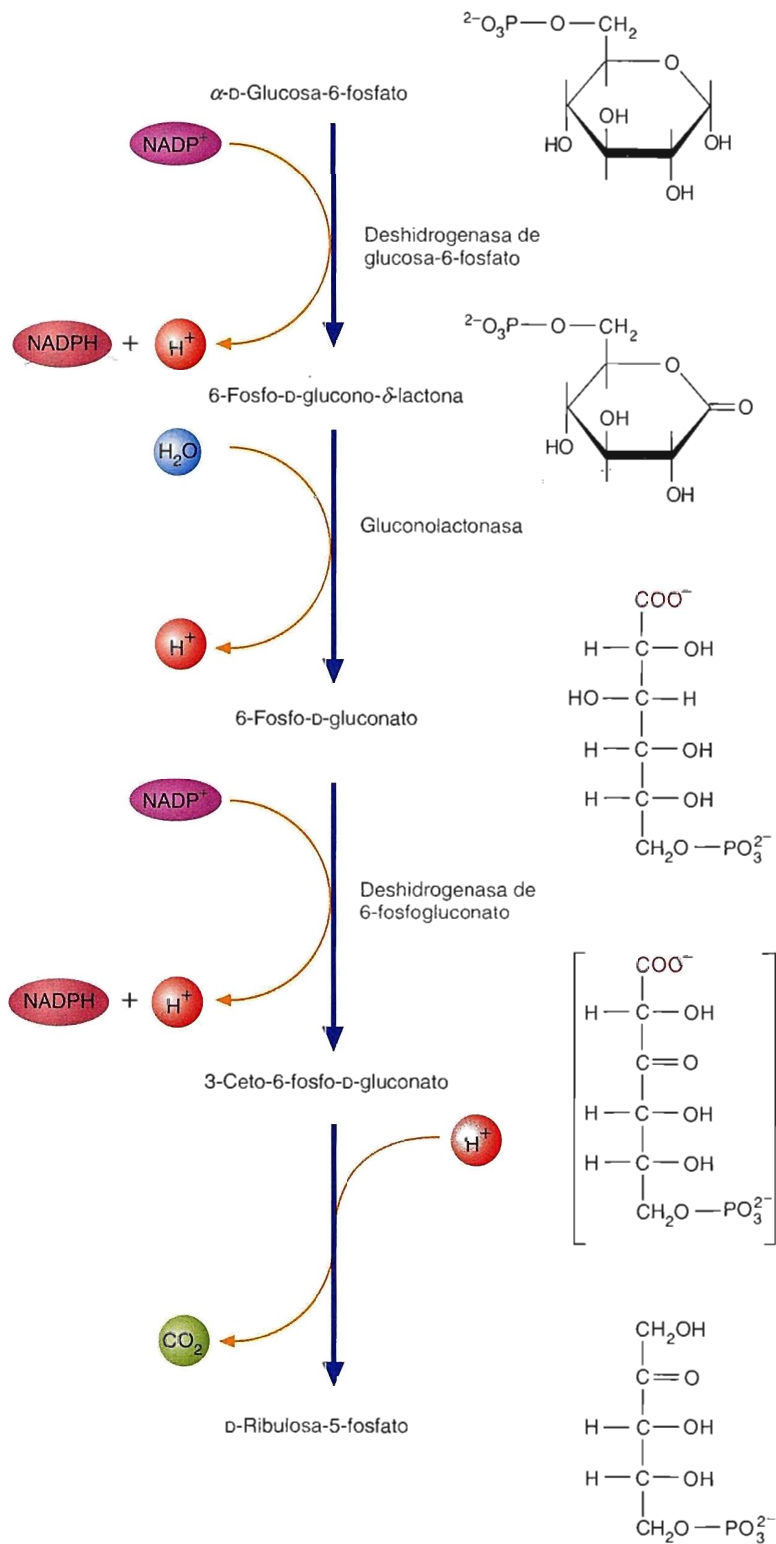 ²⁻O₃P—O—CH₂
α-D-Glucosa-6-fosfato
O
NADP⁺
OH
HO
OH
OH
Deshidrogenasa de
glucosa-6-fosfato
NADPH + H⁺
²⁻O₃P—O—CH₂
O
6-Fosfo-D-glucono-δ-lactona
O
OH
HO
OH
H₂O
Gluconolactonasa
COO⁻
H—C—OH
H⁺
HO—C—H
6-Fosfo-D-gluconato
H—C—OH
H—C—OH
NADP⁺
CH₂O—PO₃²⁻
Deshidrogenasa de
6-fosfogluconato
COO⁻
NADPH + H⁺
H—C—OH
C=O
3-Ceto-6-fosfo-D-gluconato
H—C—OH
H⁺
H—C—OH
CH₂O—PO₃²⁻
CO₂
CH₂OH
C=O
D-Ribulosa-5-fosfato
H—C—OH
H—C—OH
CH₂O—PO₃²⁻